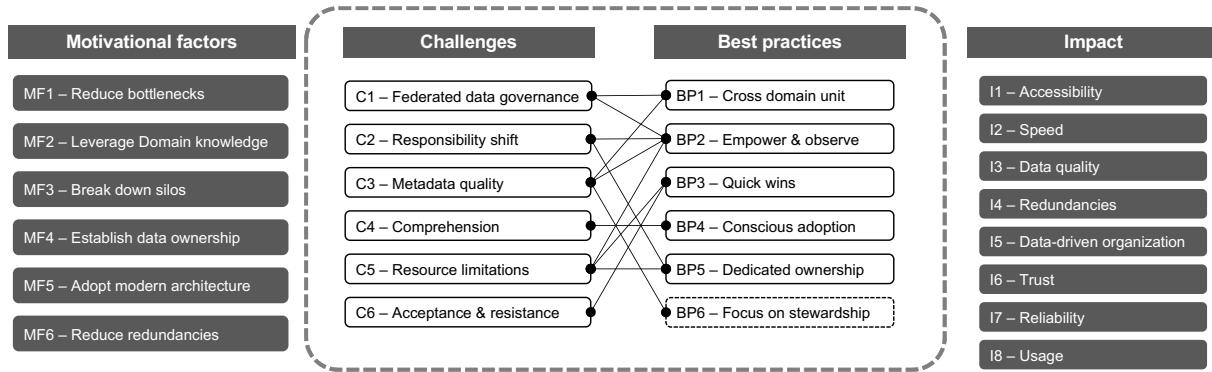 Motivational factors
MF1 – Reduce bottlenecks
MF2 – Leverage Domain knowledge
MF3 – Break down silos
MF4 – Establish data ownership
MF5 – Adopt modern architecture
MF6 – Reduce redundancies
Challenges
C1 – Federated data governance
C2 – Responsibility shift
C3 – Metadata quality
C4 – Comprehension
C5 – Resource limitations
C6 – Acceptance & resistance
Best practices
BP1 – Cross domain unit
BP2 – Empower & observe
BP3 – Quick wins
BP4 – Conscious adoption
BP5 – Dedicated ownership
BP6 – Focus on stewardship
Impact
I1 – Accessibility
I2 – Speed
I3 – Data quality
I4 – Redundancies
I5 – Data-driven organization
I6 – Trust
I7 – Reliability
I8 – Usage